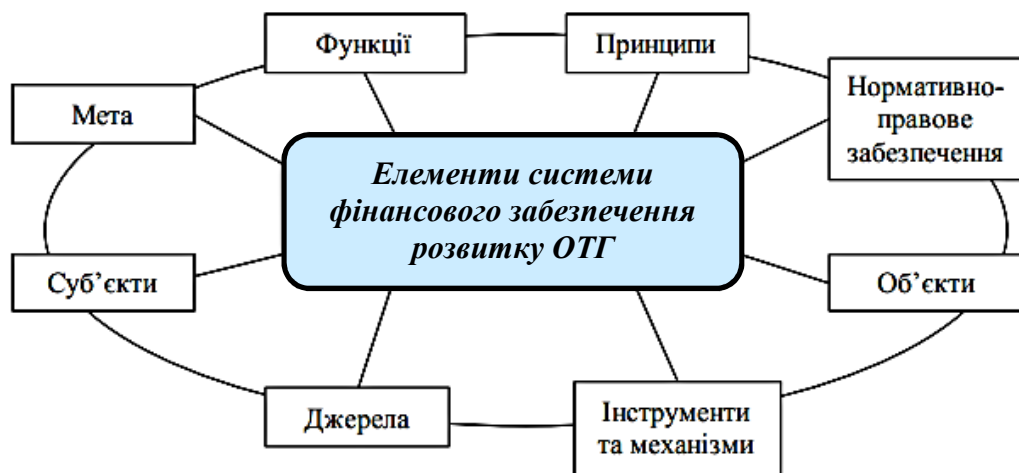 Функції
Принципи
Мета
Нормативно-
правове
забезпечення
Елементи системи
фінансового забезпечення
розвитку ОТГ
Суб’єкти
Об’єкти
Джерела
Інструменти
та механізми